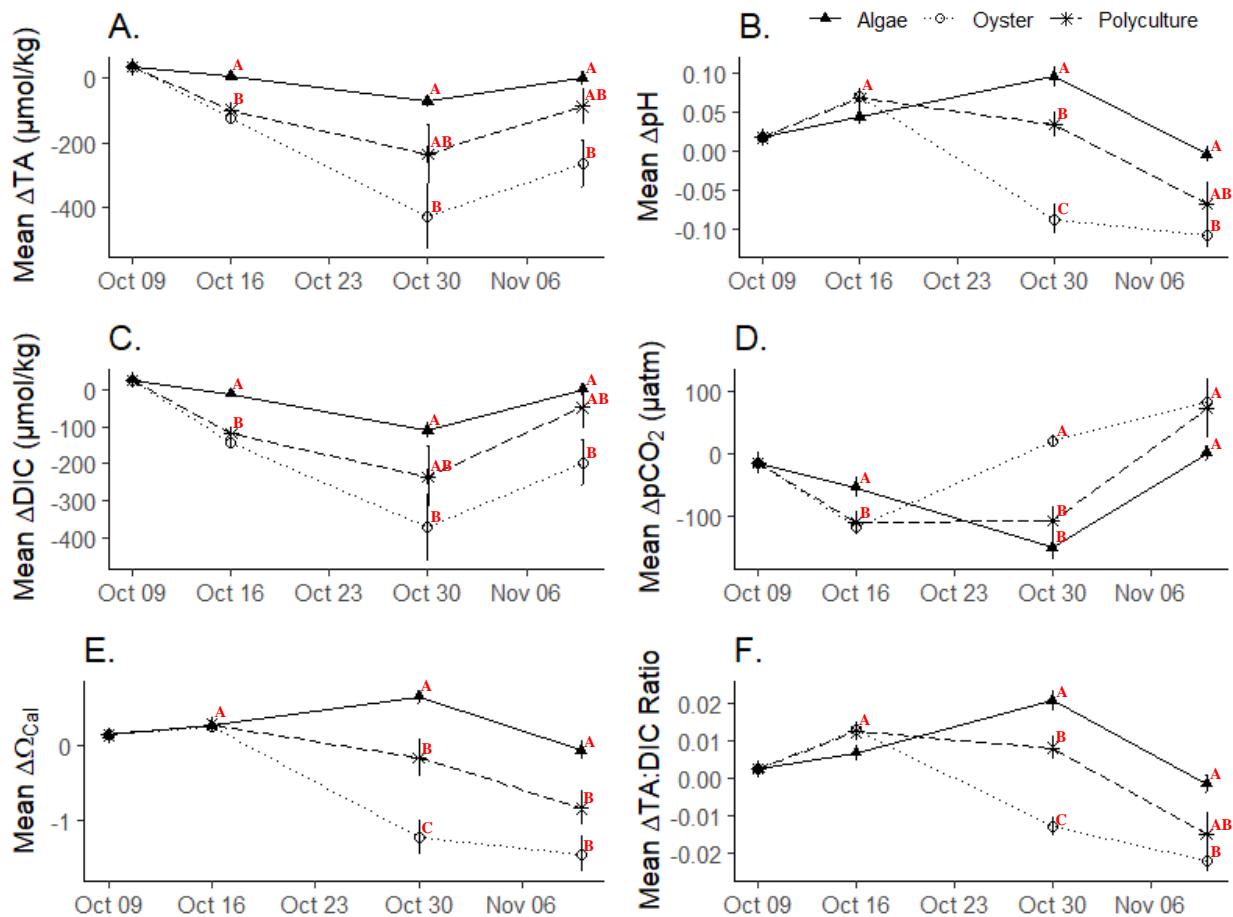 A.
Mean ΔTA (μmol/kg)
0
-200
-400
A
B
A
AB
B
A
AB
B
Oct 09 Oct 16 Oct 23 Oct 30 Nov 06
Algae Oyster Polyculture
B.
Mean ΔpH
0.10
0.05
0.00
-0.05
-0.10
A
A
B
C
A
AB
B
Oct 09 Oct 16 Oct 23 Oct 30 Nov 06
C.
Mean ΔDIC (μmol/kg)
0
-100
-200
-300
-400
A
B
A
AB
B
A
AB
B
Oct 09 Oct 16 Oct 23 Oct 30 Nov 06
D.
Mean ΔpCO₂ (μatm)
100
0
-100
A
B
A
B
B
A
A
Oct 09 Oct 16 Oct 23 Oct 30 Nov 06
E.
Mean ΔΩCal
0
-1
A
A
B
C
A
B
B
Oct 09 Oct 16 Oct 23 Oct 30 Nov 06
F.
Mean ΔTA:DIC Ratio
0.02
0.01
0.00
-0.01
-0.02
A
A
B
C
A
AB
B
Oct 09 Oct 16 Oct 23 Oct 30 Nov 06